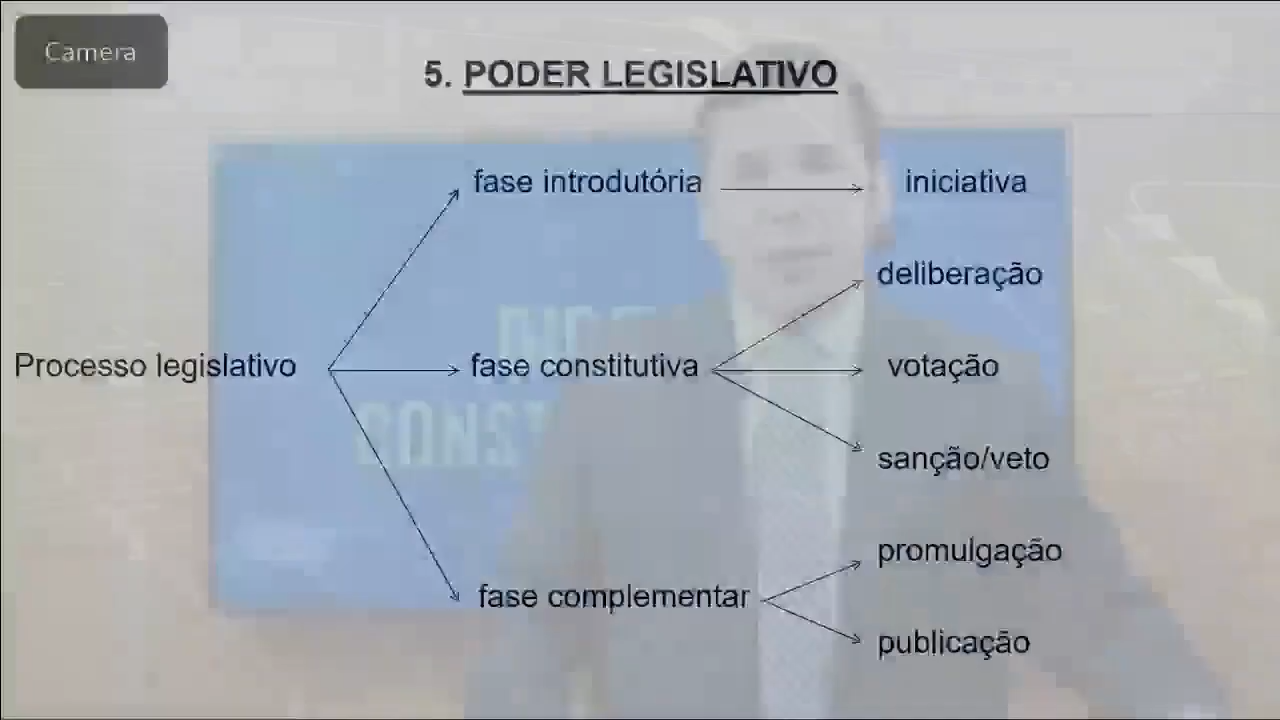 Camera
5. PODER LEGISLATIVO
fase introdutória
iniciativa
deliberação
Processo legislativo
fase constitutiva
votação
sanção/veto
promulgação
fase complementar
publicação